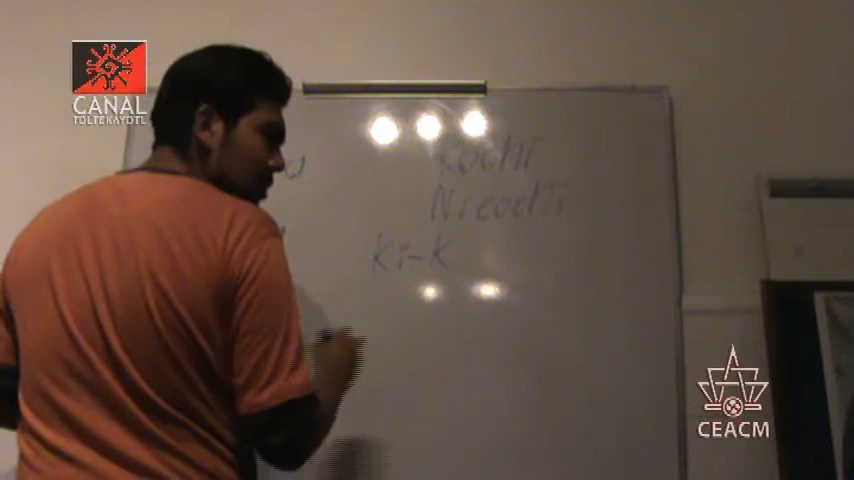 CANAL
TOLTEKAYOTL
Kochi
Nicochi
Ki-K
CEACM